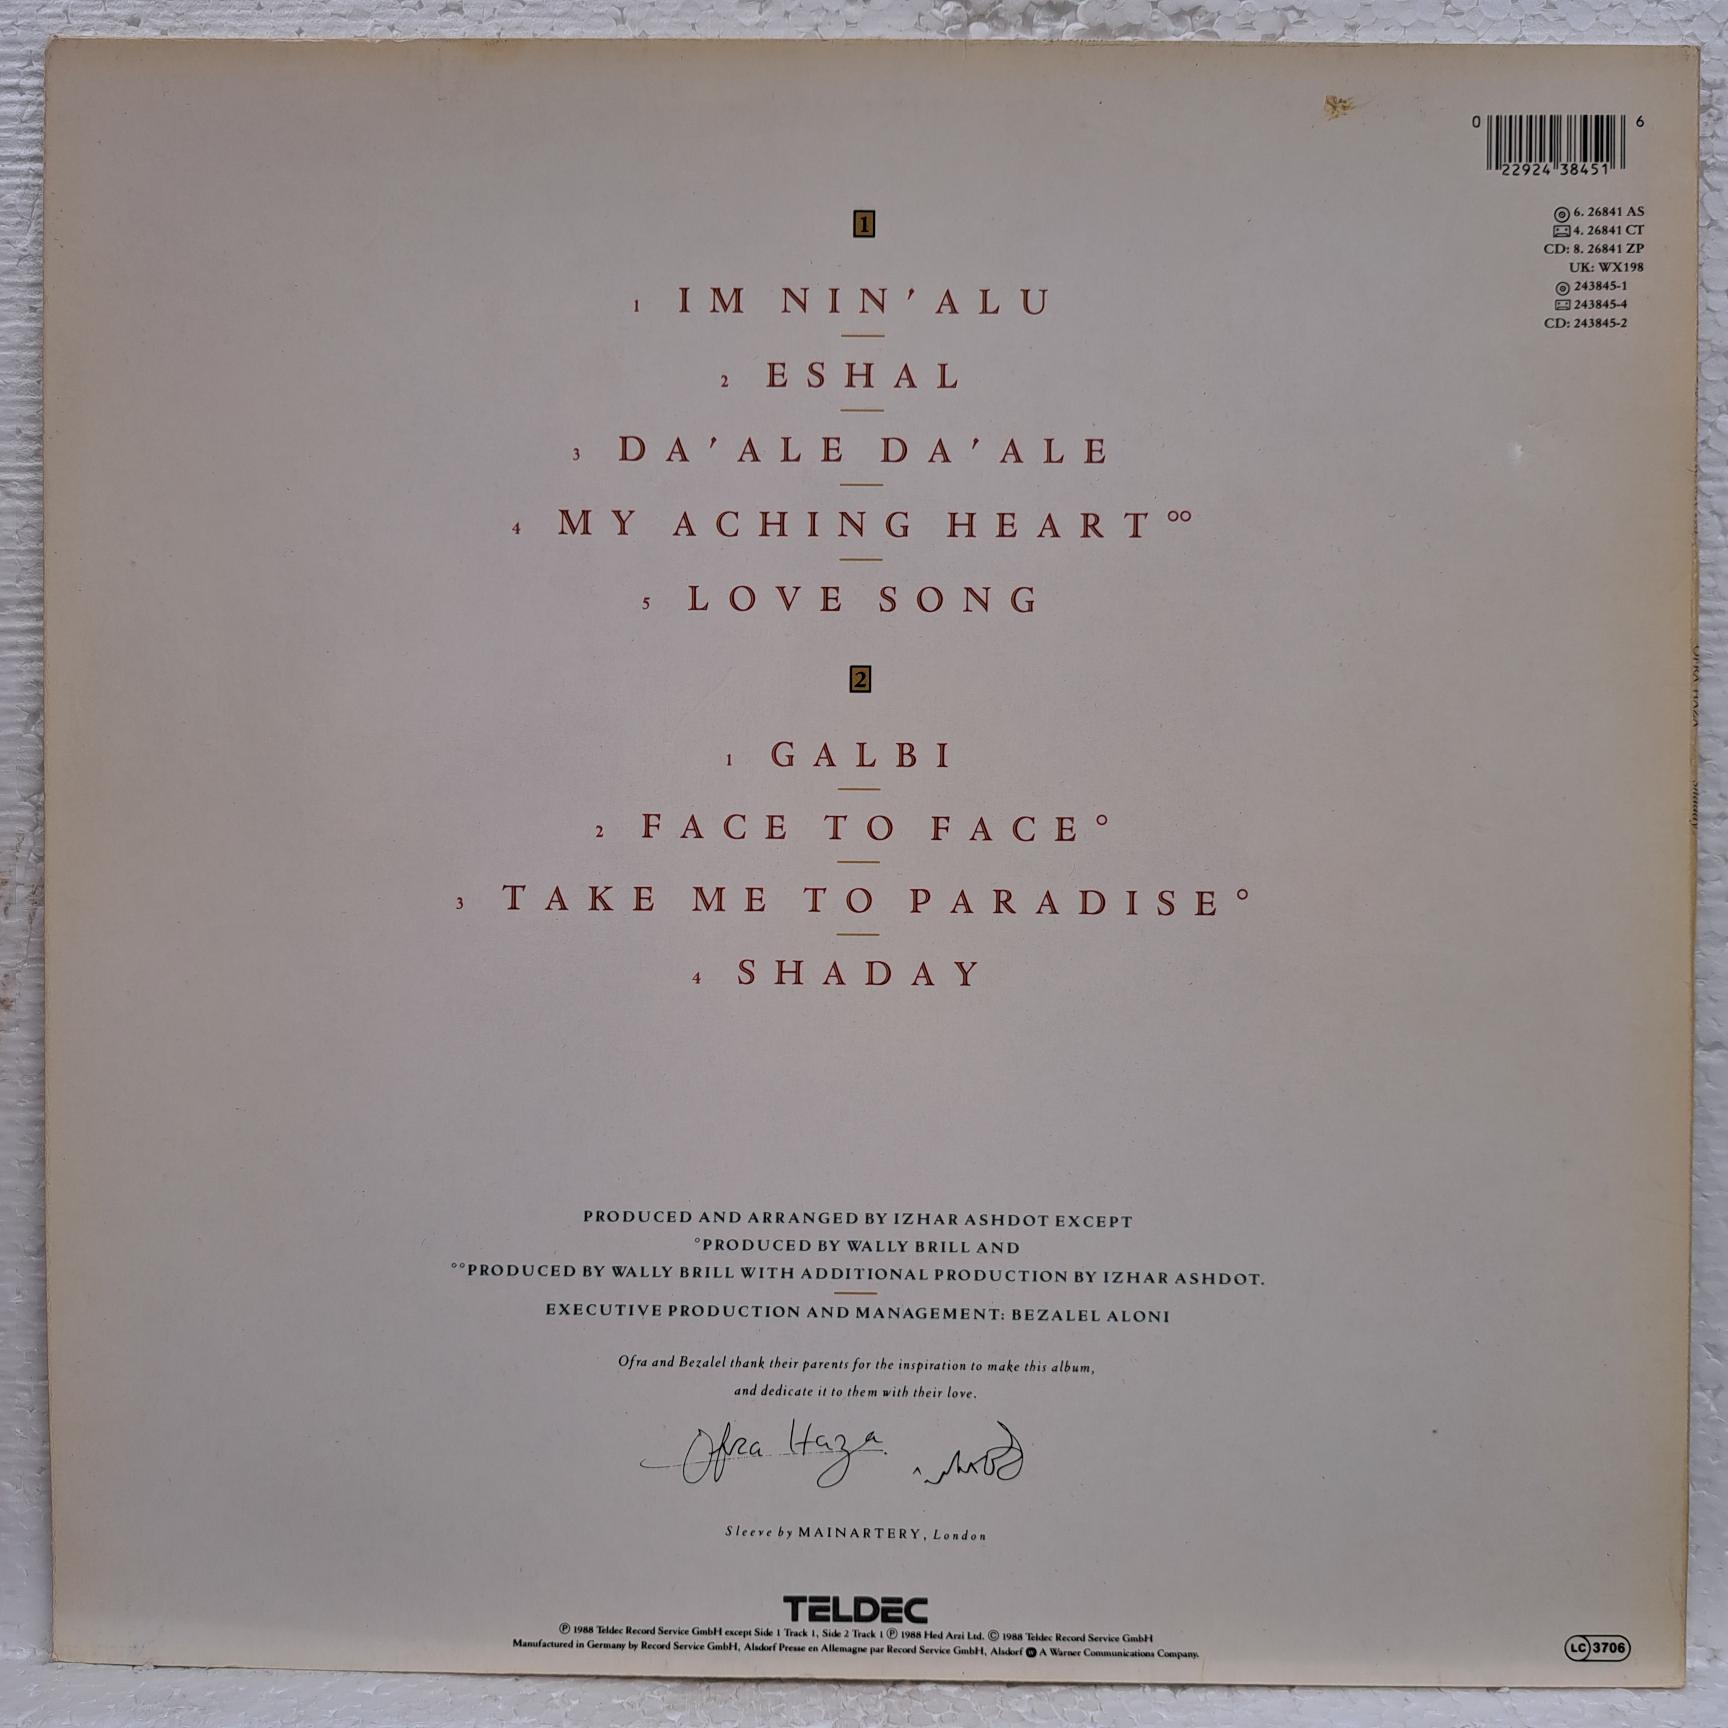 0 22924 38451 6
6. 26841 AS
4. 26841 CT
CD: 8. 26841 ZP
UK: WX198
243845-1
243845-4
CD: 243845-2
1
1 IM NIN'ALU
2 ESHAL
3 DA'ALE DA'ALE
4 MY ACHING HEART°°
5 LOVE SONG
2
1 GALBI
2 FACE TO FACE°
3 TAKE ME TO PARADISE°
4 SHADAY
PRODUCED AND ARRANGED BY IZHAR ASHDOT EXCEPT
°PRODUCED BY WALLY BRILL AND
°°PRODUCED BY WALLY BRILL WITH ADDITIONAL PRODUCTION BY IZHAR ASHDOT.
EXECUTIVE PRODUCTION AND MANAGEMENT: BEZALEL ALONI
Ofra and Bezalel thank their parents for the inspiration to make this album,
and dedicate it to them with their love.
Ofra Haza
Sleeve by MAINARTERY, London
TELDEC
Ⓟ 1988 Teldec Record Service GmbH except Side 1 Track 1, Side 2 Track 1 Ⓟ 1988 Hed Arzi Ltd. © 1988 Teldec Record Service GmbH
Manufactured in Germany by Record Service GmbH, Alsdorf Presse en Allemagne par Record Service GmbH, Alsdorf A Warner Communications Company.
LC 3706